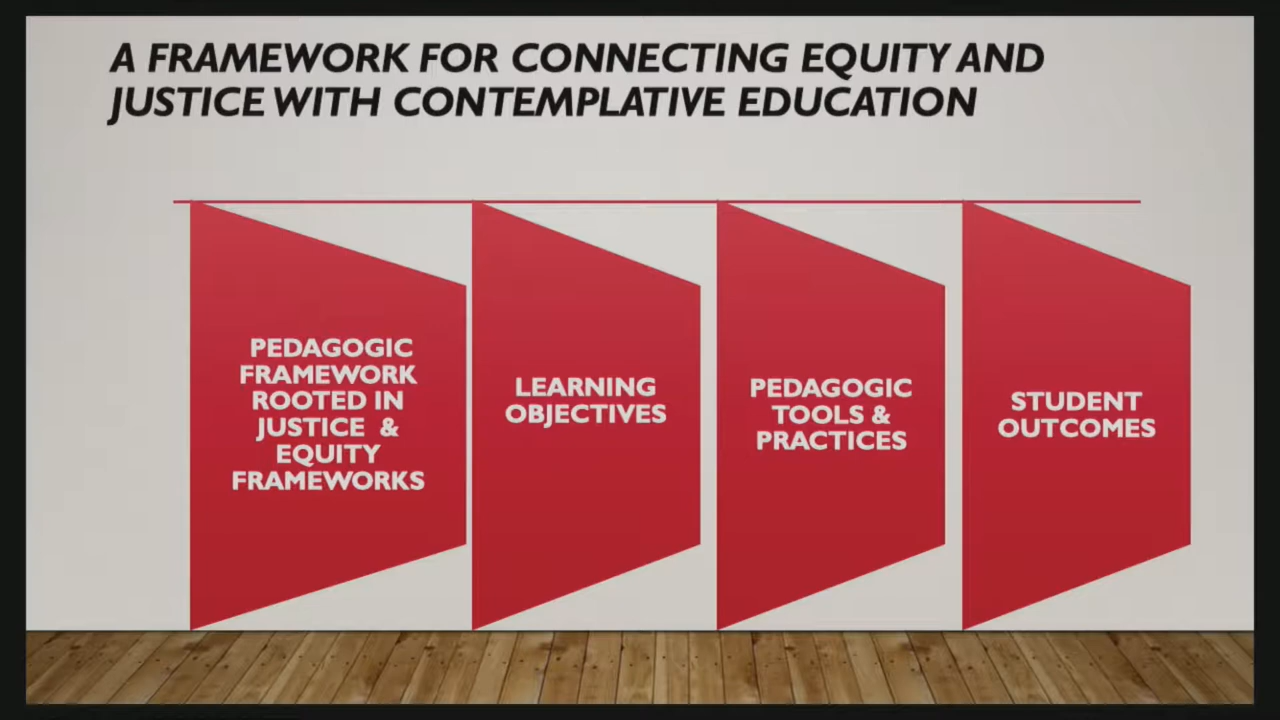 A FRAMEWORK FOR CONNECTING EQUITY AND
JUSTICE WITH CONTEMPLATIVE EDUCATION
PEDAGOGIC
FRAMEWORK
ROOTED IN
JUSTICE &
EQUITY
FRAMEWORKS
LEARNING
OBJECTIVES
PEDAGOGIC
TOOLS &
PRACTICES
STUDENT
OUTCOMES